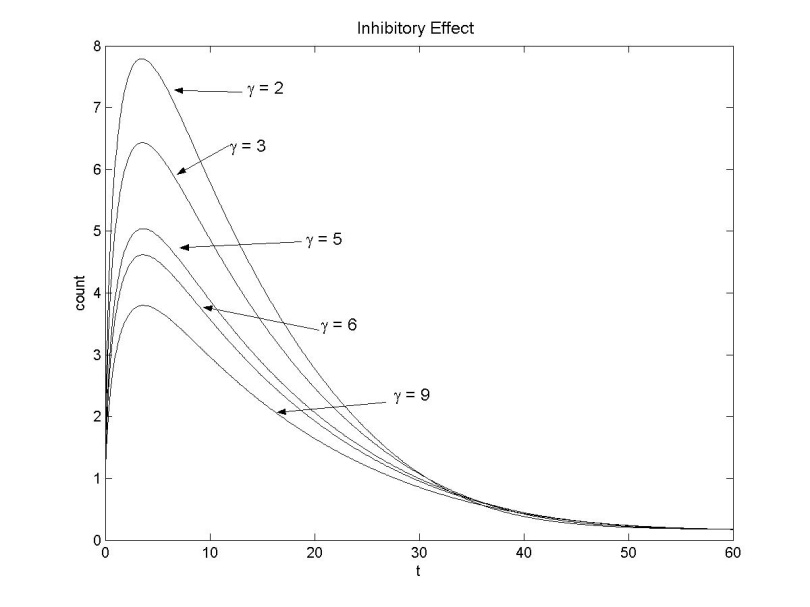 Inhibitory Effect
8
7
6
5
4
3
2
1
0
count
γ = 2
γ = 3
γ = 5
γ = 6
γ = 9
0 10 20 30 40 50 60
t